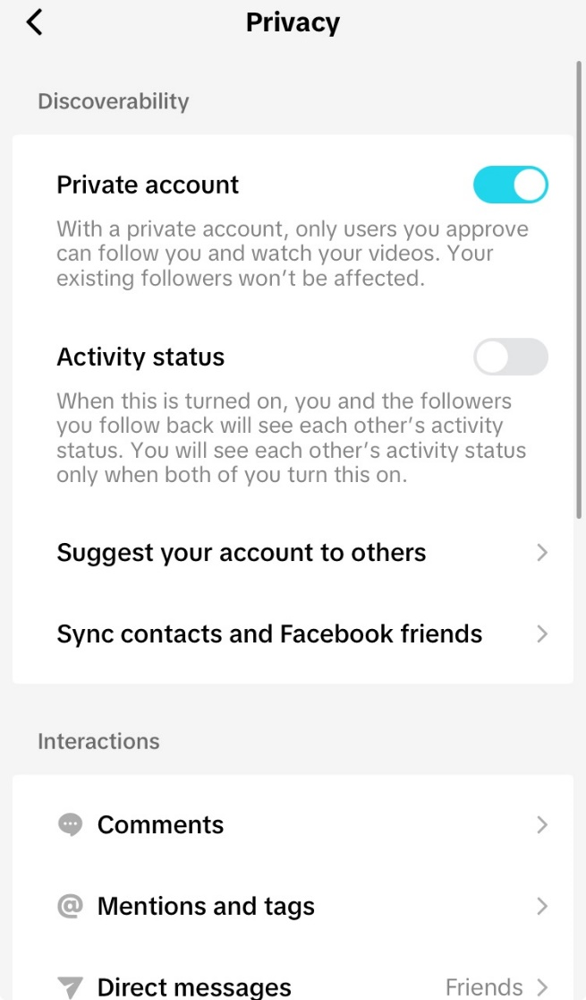 Privacy
Discoverability
Private account
With a private account, only users you approve
can follow you and watch your videos. Your
existing followers won’t be affected.
Activity status
When this is turned on, you and the followers
you follow back will see each other’s activity
status. You will see each other’s activity status
only when both of you turn this on.
Suggest your account to others
Sync contacts and Facebook friends
Interactions
Comments
Mentions and tags
Direct messages Friends